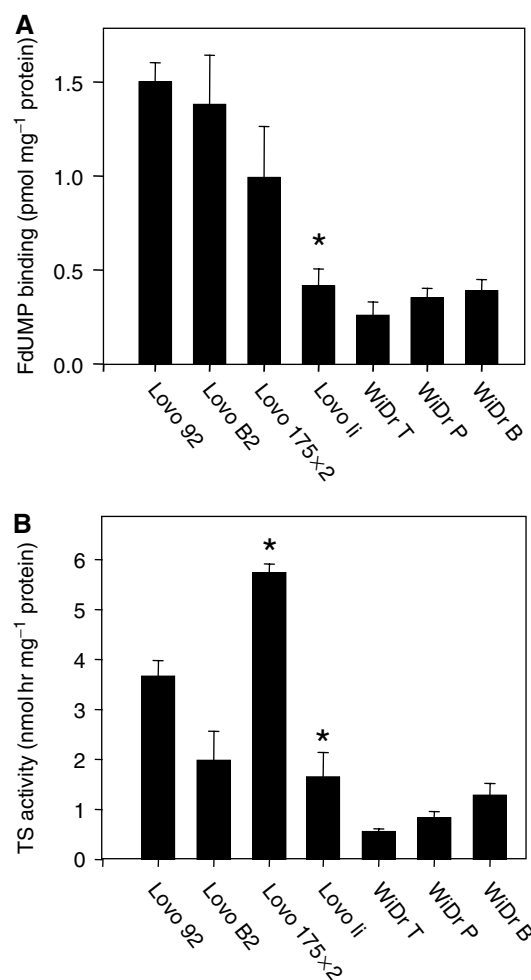 A
FdUMP binding (pmol mg⁻¹ protein)
1.5
1.0
0.5
0.0
*
Lovo 92
Lovo B2
Lovo 175×2
Lovo li
WiDr T
WiDr P
WiDr B
B
TS activity (nmol hr mg⁻¹ protein)
6
5
4
3
2
1
0
*
*
Lovo 92
Lovo B2
Lovo 175×2
Lovo li
WiDr T
WiDr P
WiDr B